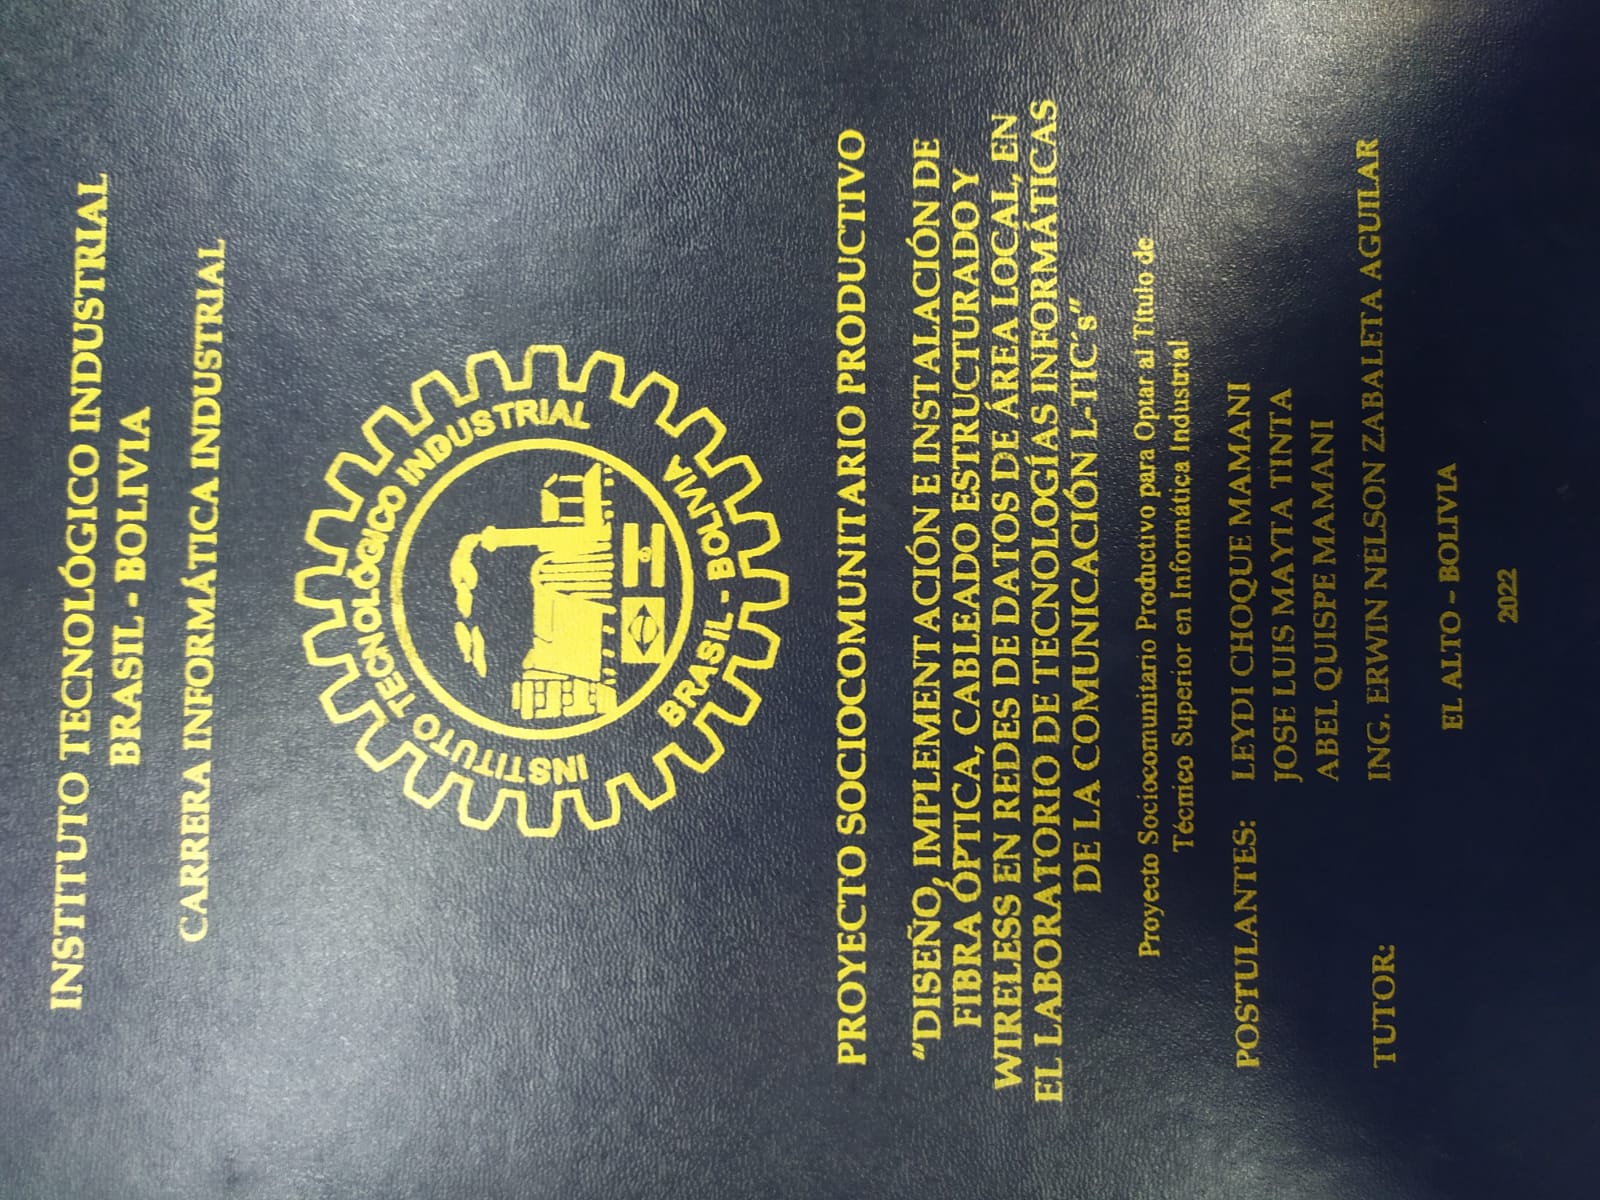 INSTITUTO TECNOLÓGICO INDUSTRIAL
BRASIL - BOLIVIA
CARRERA INFORMÁTICA INDUSTRIAL
INSTITUTO TECNOLÓGICO INDUSTRIAL
BRASIL - BOLIVIA
PROYECTO SOCIOCOMUNITARIO PRODUCTIVO
“DISEÑO, IMPLEMENTACIÓN E INSTALACIÓN DE
FIBRA ÓPTICA, CABLEADO ESTRUCTURADO Y
WIRELESS EN REDES DE DATOS DE ÁREA LOCAL, EN
EL LABORATORIO DE TECNOLOGÍAS INFORMÁTICAS
DE LA COMUNICACIÓN L-TIC´s”
Proyecto Sociocomunitario Productivo para Optar al Título de
Técnico Superior en Informática Industrial
POSTULANTES: LEYDI CHOQUE MAMANI
JOSE LUIS MAYTA TINTA
ABEL QUISPE MAMANI
TUTOR: ING. ERWIN NELSON ZABALETA AGUILAR
EL ALTO – BOLIVIA
2022